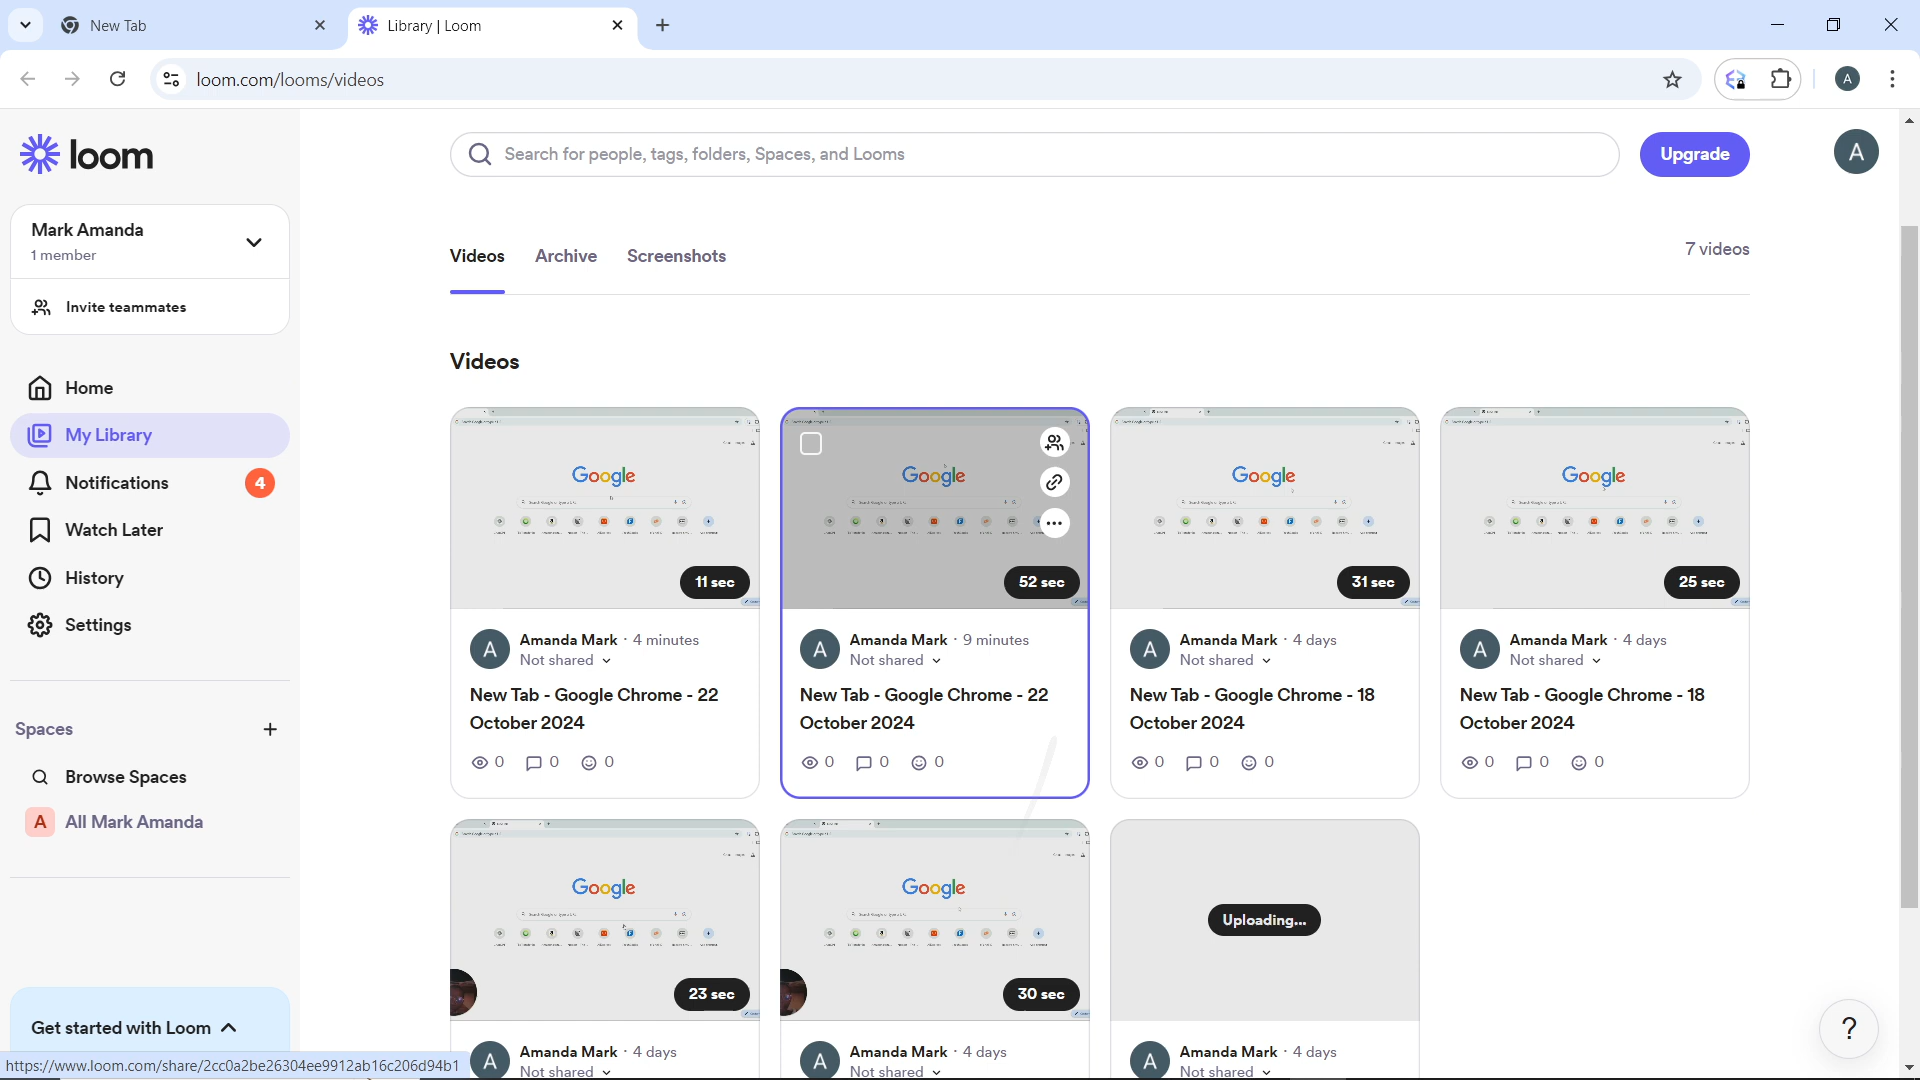 New Tab
Library | Loom
loom.com/looms/videos
A
loom
Search for people, tags, folders, Spaces, and Looms
Upgrade
A
Mark Amanda
1 member
Invite teammates
Videos
Archive
Screenshots
7 videos
Home
My Library
Notifications
4
Watch Later
History
Settings
Spaces
Browse Spaces
A
All Mark Amanda
Get started with Loom
https://www.loom.com/share/2cc0a2be26304ee9912ab16c206d94b1
Videos
Google
11 sec
A
Amanda Mark · 4 minutes
Not shared
New Tab - Google Chrome - 22
October 2024
0 0 0
Google
52 sec
A
Amanda Mark · 9 minutes
Not shared
New Tab - Google Chrome - 22
October 2024
0 0 0
Google
31 sec
A
Amanda Mark · 4 days
Not shared
New Tab - Google Chrome - 18
October 2024
0 0 0
Google
25 sec
A
Amanda Mark · 4 days
Not shared
New Tab - Google Chrome - 18
October 2024
0 0 0
Google
23 sec
A
Amanda Mark · 4 days
Not shared
Google
30 sec
A
Amanda Mark · 4 days
Not shared
Uploading...
A
Amanda Mark · 4 days
Not shared
?